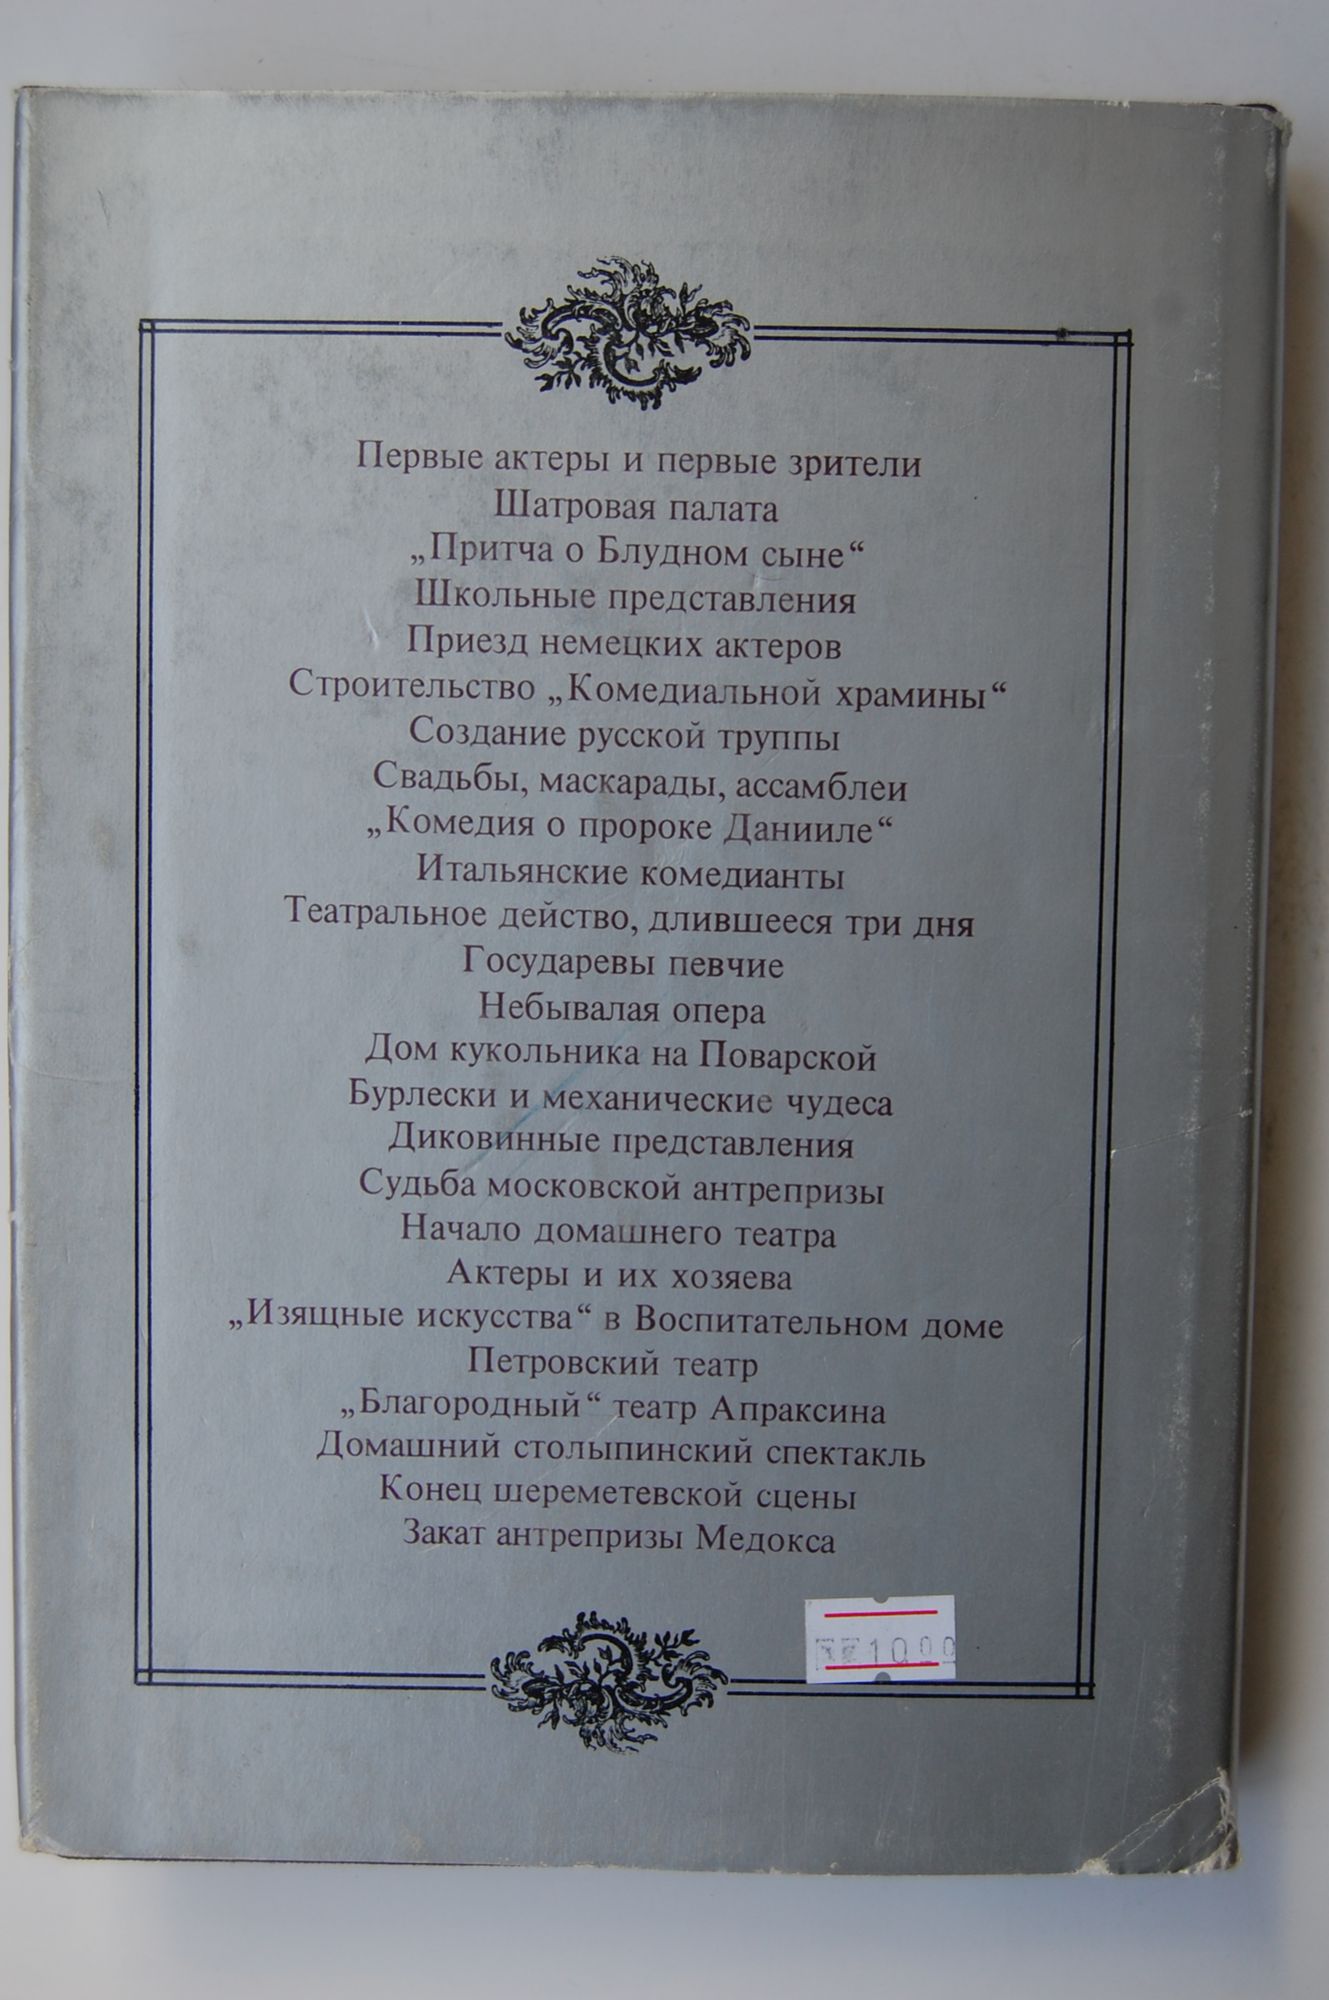 Первые актеры и первые зрители
Шатровая палата
„Притча о Блудном сыне“
Школьные представления
Приезд немецких актеров
Строительство „Комедиальной храмины“
Создание русской труппы
Свадьбы, маскарады, ассамблеи
„Комедия о пророке Данииле“
Итальянские комедианты
Театральное действо, длившееся три дня
Государевы певчие
Небывалая опера
Дом кукольника на Поварской
Бурлески и механические чудеса
Диковинные представления
Судьба московской антрепризы
Начало домашнего театра
Актеры и их хозяева
„Изящные искусства“ в Воспитательном доме
Петровский театр
„Благородный“ театр Апраксина
Домашний столыпинский спектакль
Конец шереметевской сцены
Закат антрепризы Медокса
10 00